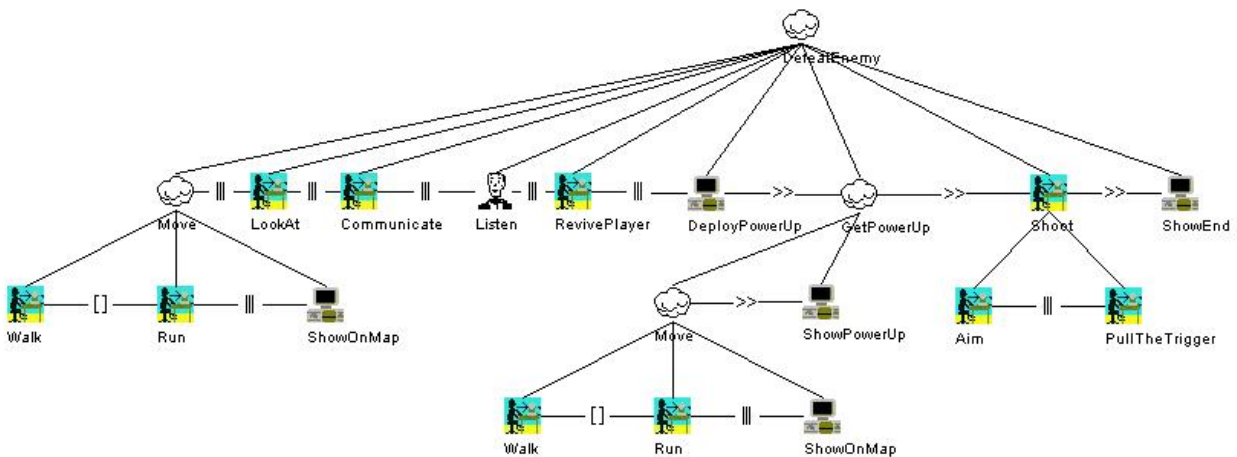 DefeatEnemy
||| ||| ||| ||| ||| >> >> >>
Move LookAt Communicate Listen RevivePlayer DeployPowerUp GetPowerUp Shoot ShowEnd
[] ||| >> |||
Walk Run ShowOnMap Move ShowPowerUp Aim PullTheTrigger
[] |||
Walk Run ShowOnMap